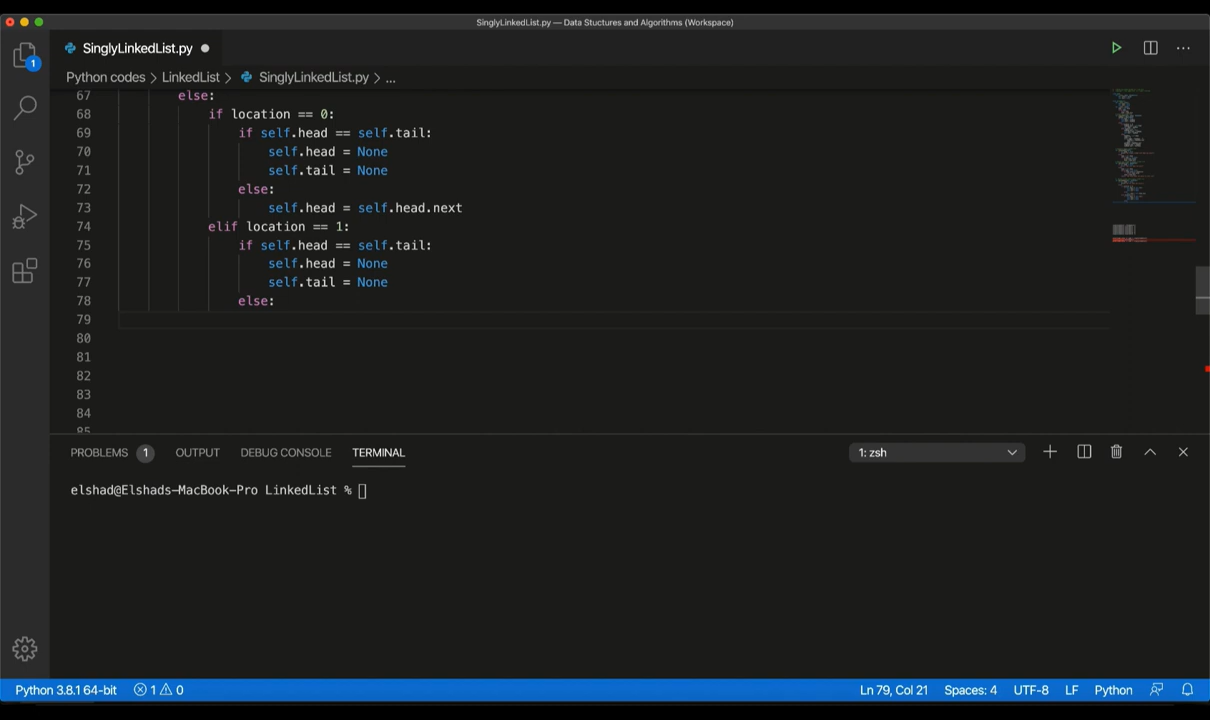 SinglyLinkedList.py — Data Stuctures and Algorithms (Workspace)
SinglyLinkedList.py
1
Python codes > LinkedList > SinglyLinkedList.py > ...
67 else:
68 if location == 0:
69 if self.head == self.tail:
70 self.head = None
71 self.tail = None
72 else:
73 self.head = self.head.next
74 elif location == 1:
75 if self.head == self.tail:
76 self.head = None
77 self.tail = None
78 else:
79
80
81
82
83
84
85
PROBLEMS 1 OUTPUT DEBUG CONSOLE TERMINAL 1: zsh
elshad@Elshads-MacBook-Pro LinkedList %
Python 3.8.1 64-bit 1 0 Ln 79, Col 21 Spaces: 4 UTF-8 LF Python